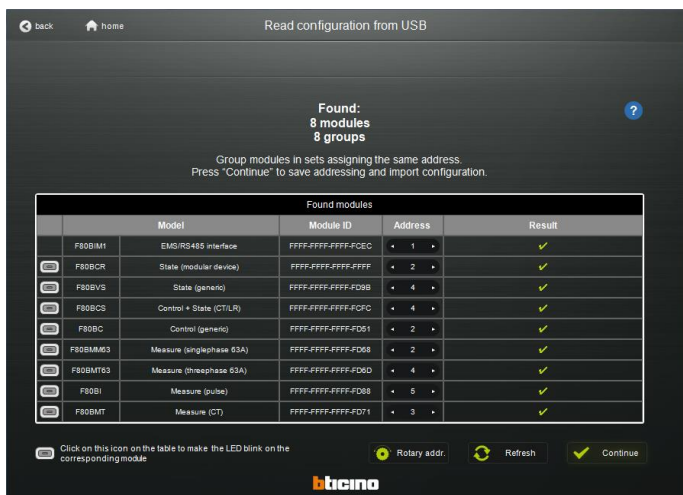 back
home
Read configuration from USB
Found:
8 modules
8 groups
?
Group modules in sets assigning the same address.
Press "Continue" to save addressing and import configuration.
Found modules
Model Module ID Address Result
F80BIM1 EMS/RS485 interface FFFF-FFFF-FFFF-FCEC 1
F80BCR State (modular device) FFFF-FFFF-FFFF-FFFF 2
F80BVS State (generic) FFFF-FFFF-FFFF-FD9B 4
F80BCS Control + State (CT/LR) FFFF-FFFF-FFFF-FCFC 4
F80BC Control (generic) FFFF-FFFF-FFFF-FD51 2
F80BMM63 Measure (singlephase 63A) FFFF-FFFF-FFFF-FD68 2
F80BMT63 Measure (threephase 63A) FFFF-FFFF-FFFF-FD6D 4
F80BI Measure (pulse) FFFF-FFFF-FFFF-FD88 5
F80BMT Measure (CT) FFFF-FFFF-FFFF-FD71 3
Click on this icon on the table to make the LED blink on the
corresponding module
Rotary addr.
Refresh
Continue
bticino